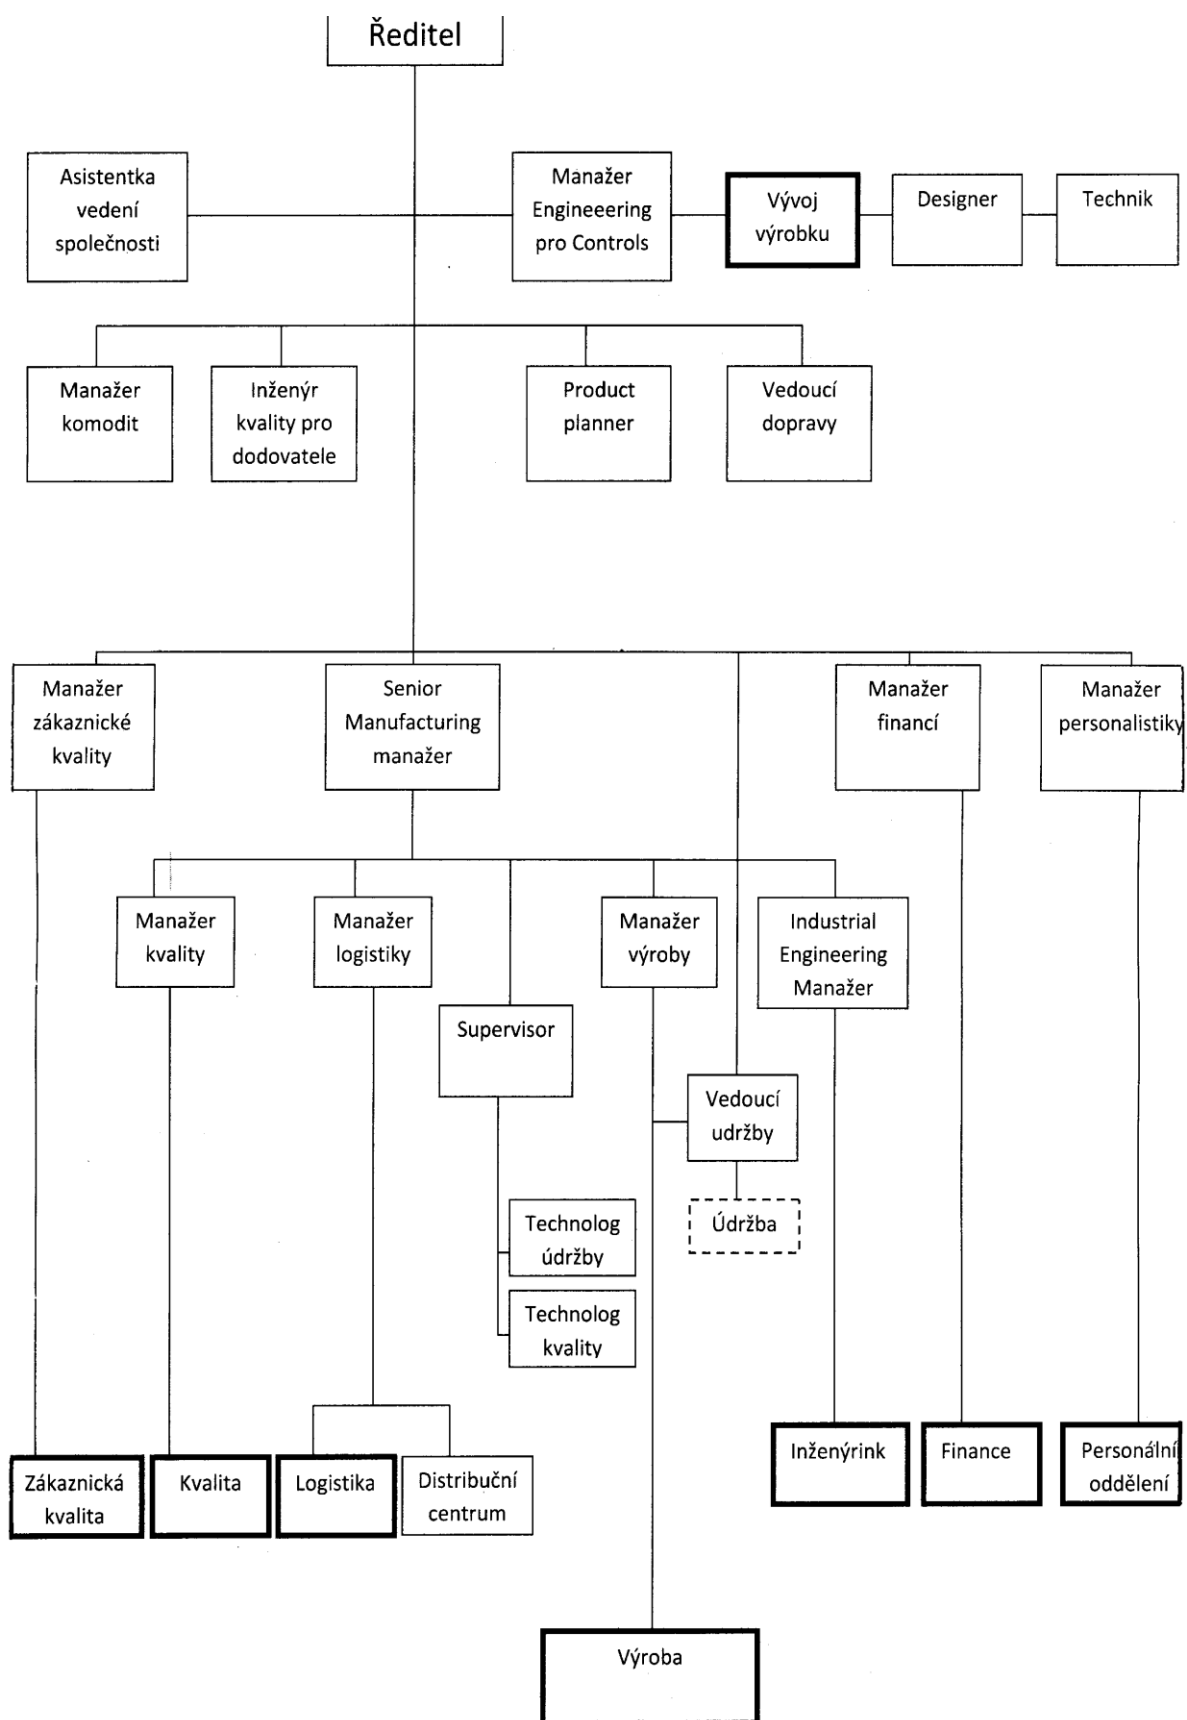 Ředitel
Asistentka
vedení
společnosti
Manažer
Engineeering
pro Controls
Vývoj
výrobku
Designer
Technik
Manažer
komodit
Inženýr
kvality pro
dodovatele
Product
planner
Vedoucí
dopravy
Manažer
zákaznické
kvality
Senior
Manufacturing
manažer
Manažer
financí
Manažer
personalistiky
Manažer
kvality
Manažer
logistiky
Supervisor
Manažer
výroby
Industrial
Engineering
Manažer
Vedoucí
udržby
Údržba
Technolog
údržby
Technolog
kvality
Zákaznická
kvalita
Kvalita
Logistika
Distribuční
centrum
Inženýrink
Finance
Personální
oddělení
Výroba